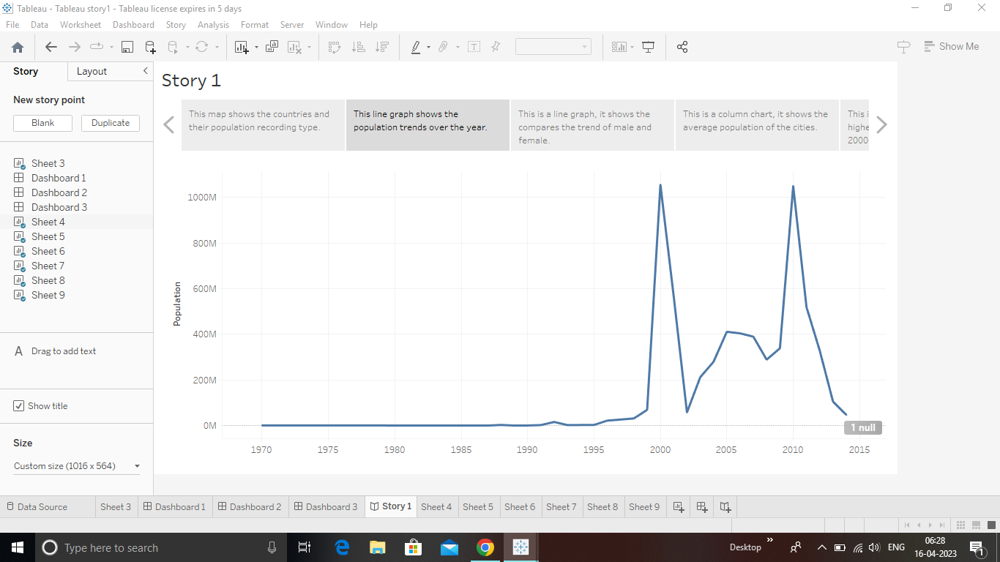 Tableau - Tableau story1 - Tableau license expires in 5 days
File Data Worksheet Dashboard Story Analysis Format Server Window Help
Show Me
Story Layout
New story point
Blank Duplicate
Sheet 3
Dashboard 1
Dashboard 2
Dashboard 3
Sheet 4
Sheet 5
Sheet 6
Sheet 7
Sheet 8
Sheet 9
A Drag to add text
Show title
Size
Custom size (1016 x 564)
Story 1
This map shows the countries and
their population recording type.
This line graph shows the
population trends over the year.
This is a line graph, it shows the
compares the trend of male and
female.
This is a column chart, it shows the
average population of the cities.
This i
highe
2000
1000M
800M
600M
400M
200M
0M
Population
1 null
1970 1975 1980 1985 1990 1995 2000 2005 2010 2015
Data Source Sheet 3 Dashboard 1 Dashboard 2 Dashboard 3 Story 1 Sheet 4 Sheet 5 Sheet 6 Sheet 7 Sheet 8 Sheet 9
Type here to search
Desktop
ENG
06:28
16-04-2023
1